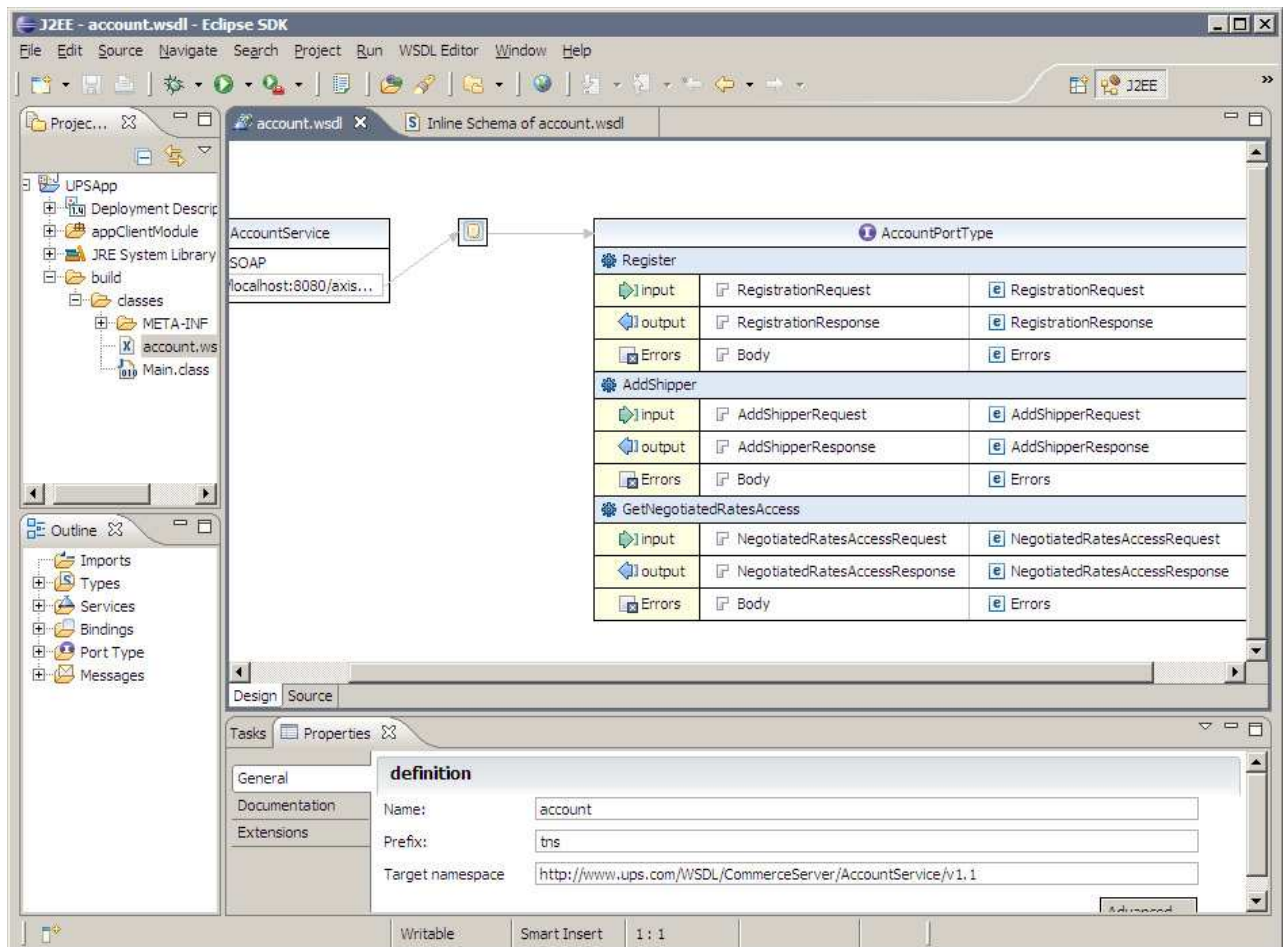 J2EE - account.wsdl - Eclipse SDK
File Edit Source Navigate Search Project Run WSDL Editor Window Help
J2EE
»
Projec...
UPSApp
Deployment Descrip
appClientModule
JRE System Library
build
classes
META-INF
account.ws
Main.class
Outline
Imports
Types
Services
Bindings
Port Type
Messages
account.wsdl
Inline Schema of account.wsdl
AccountService
SOAP
/localhost:8080/axis...
AccountPortType
Register
input RegistrationRequest RegistrationRequest
output RegistrationResponse RegistrationResponse
Errors Body Errors
AddShipper
input AddShipperRequest AddShipperRequest
output AddShipperResponse AddShipperResponse
Errors Body Errors
GetNegotiatedRatesAccess
input NegotiatedRatesAccessRequest NegotiatedRatesAccessRequest
output NegotiatedRatesAccessResponse NegotiatedRatesAccessResponse
Errors Body Errors
Design Source
Tasks Properties
General
Documentation
Extensions
definition
Name: account
Prefix: tns
Target namespace http://www.ups.com/WSDL/CommerceServer/AccountService/v1.1
Advanced
Writable Smart Insert 1 : 1